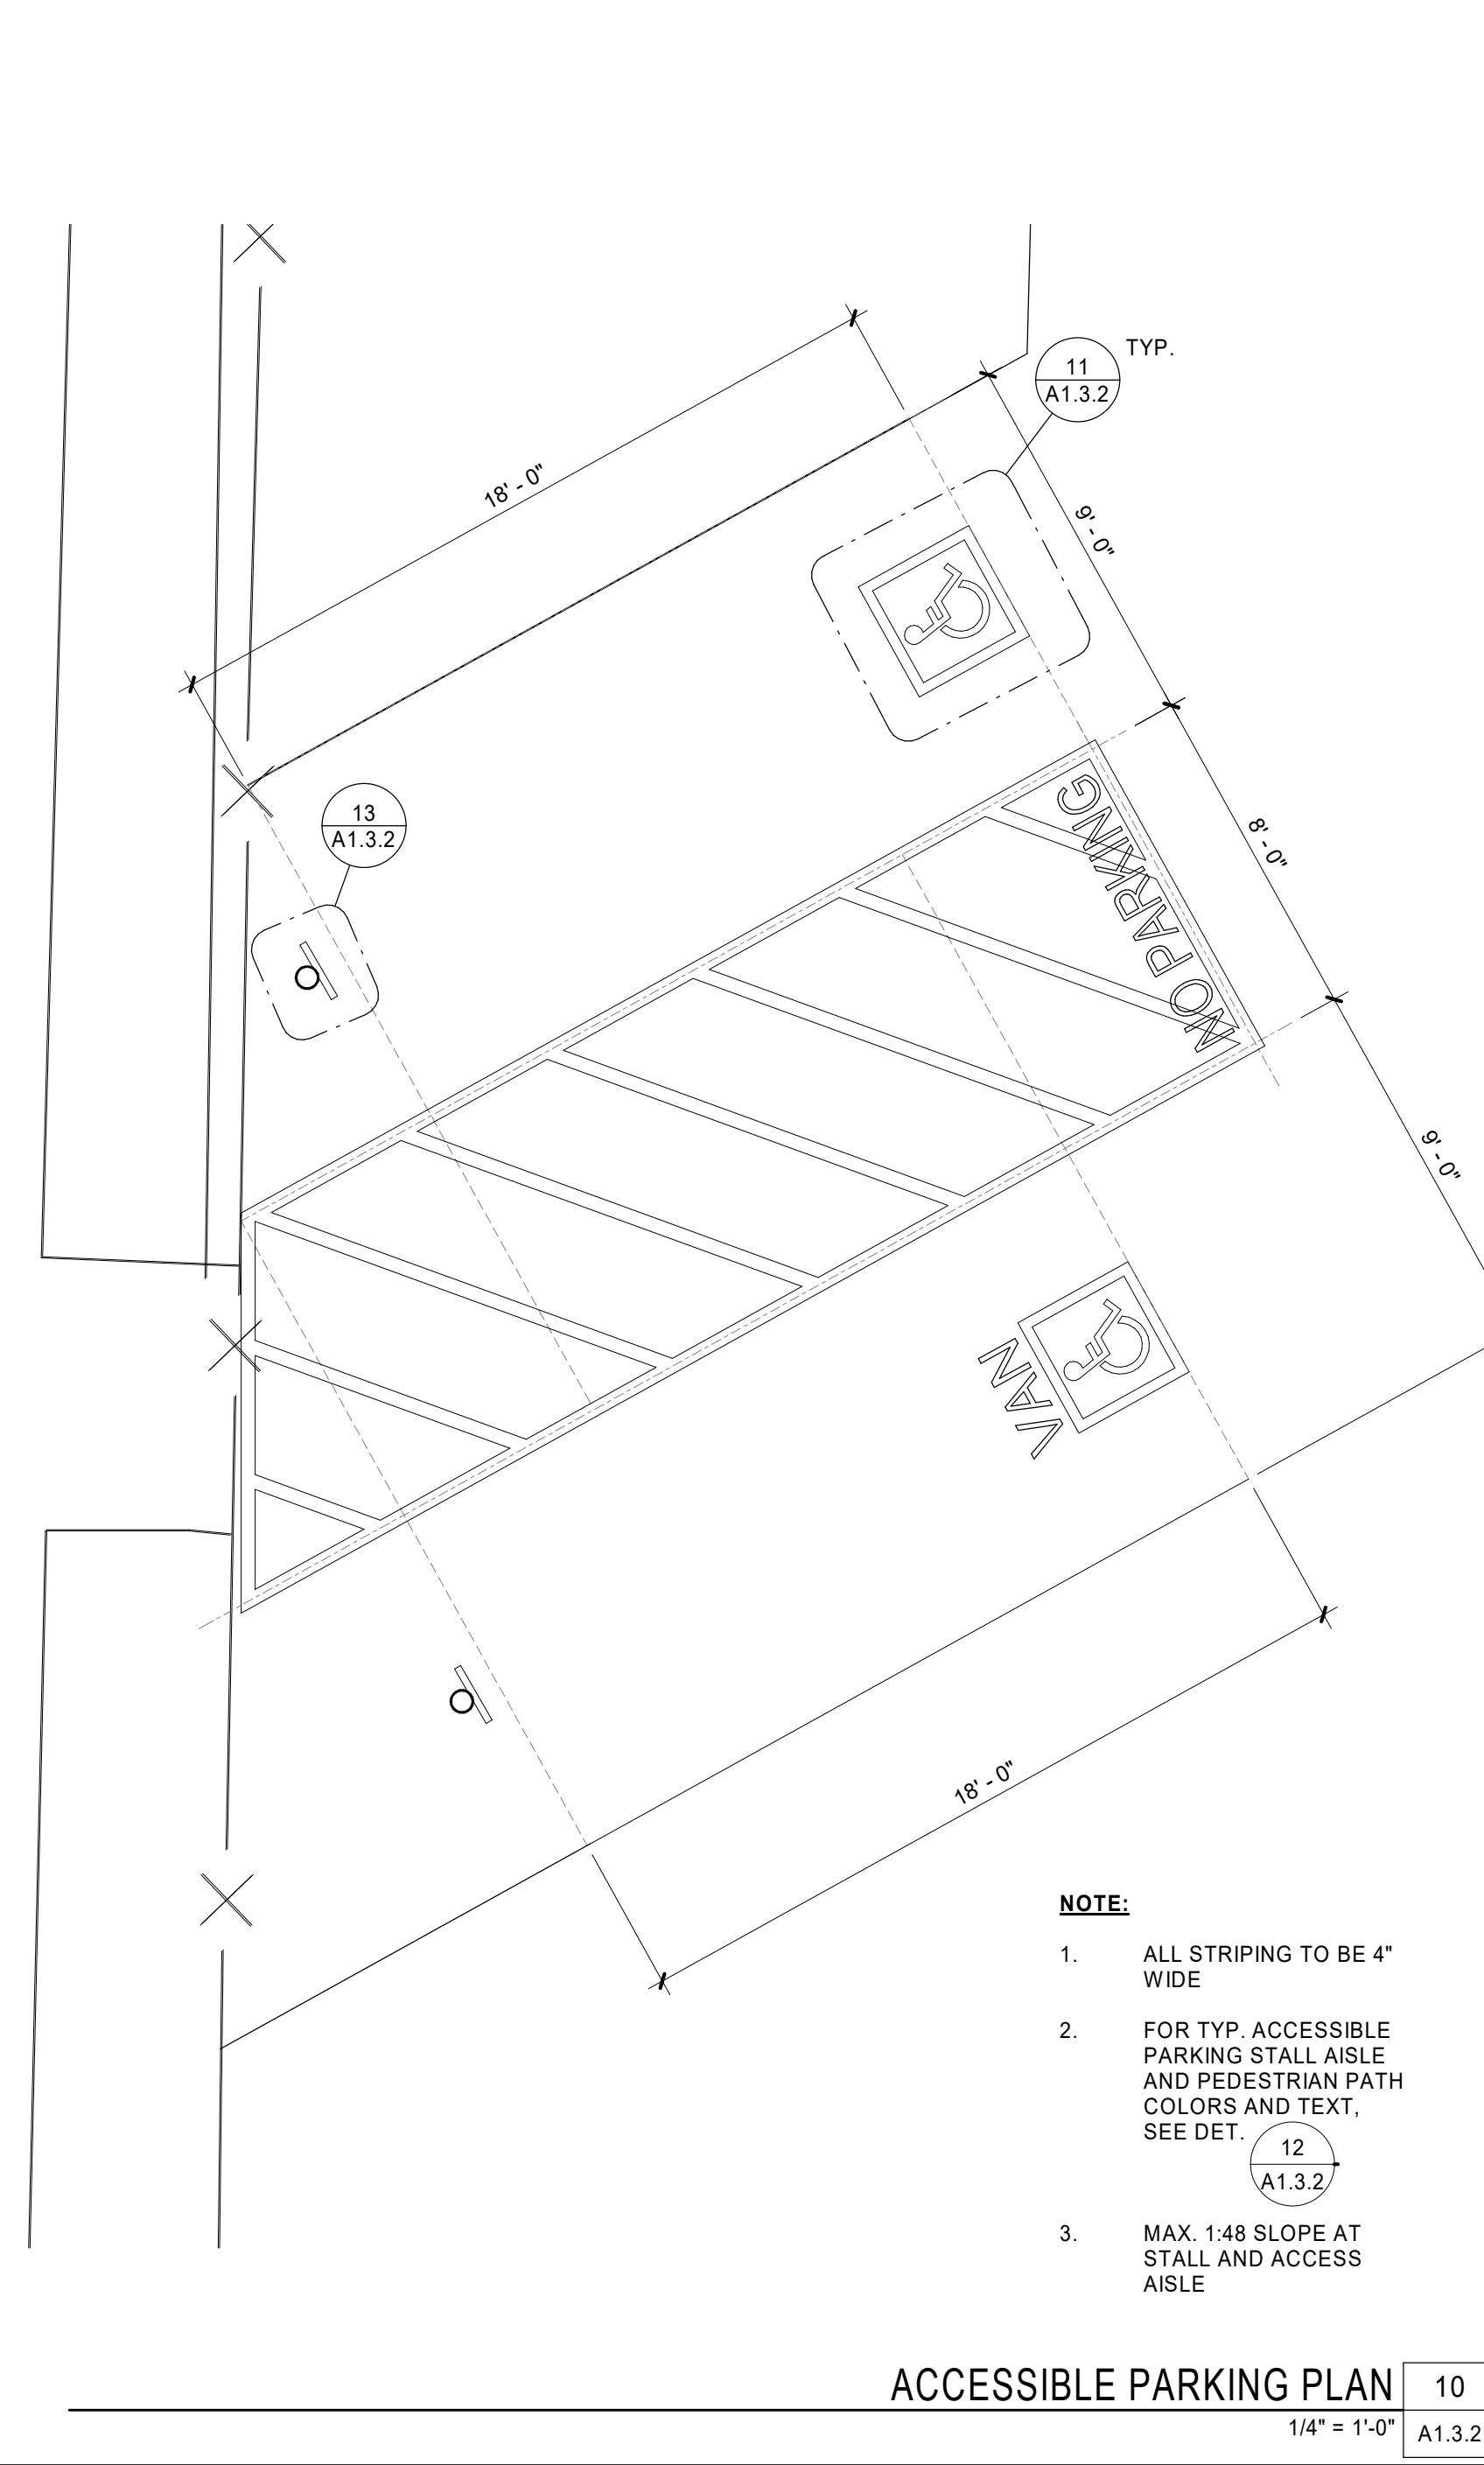 TYP.
11
A1.3.2
18' - 0"
9' - 0"
13
A1.3.2
NO PARKING
8' - 0"
9' - 0"
VAN
18' - 0"
NOTE:
1. ALL STRIPING TO BE 4"
WIDE
2. FOR TYP. ACCESSIBLE
PARKING STALL AISLE
AND PEDESTRIAN PATH
COLORS AND TEXT,
SEE DET.
12
A1.3.2
3. MAX. 1:48 SLOPE AT
STALL AND ACCESS
AISLE
ACCESSIBLE PARKING PLAN
10
1/4" = 1'-0"
A1.3.2